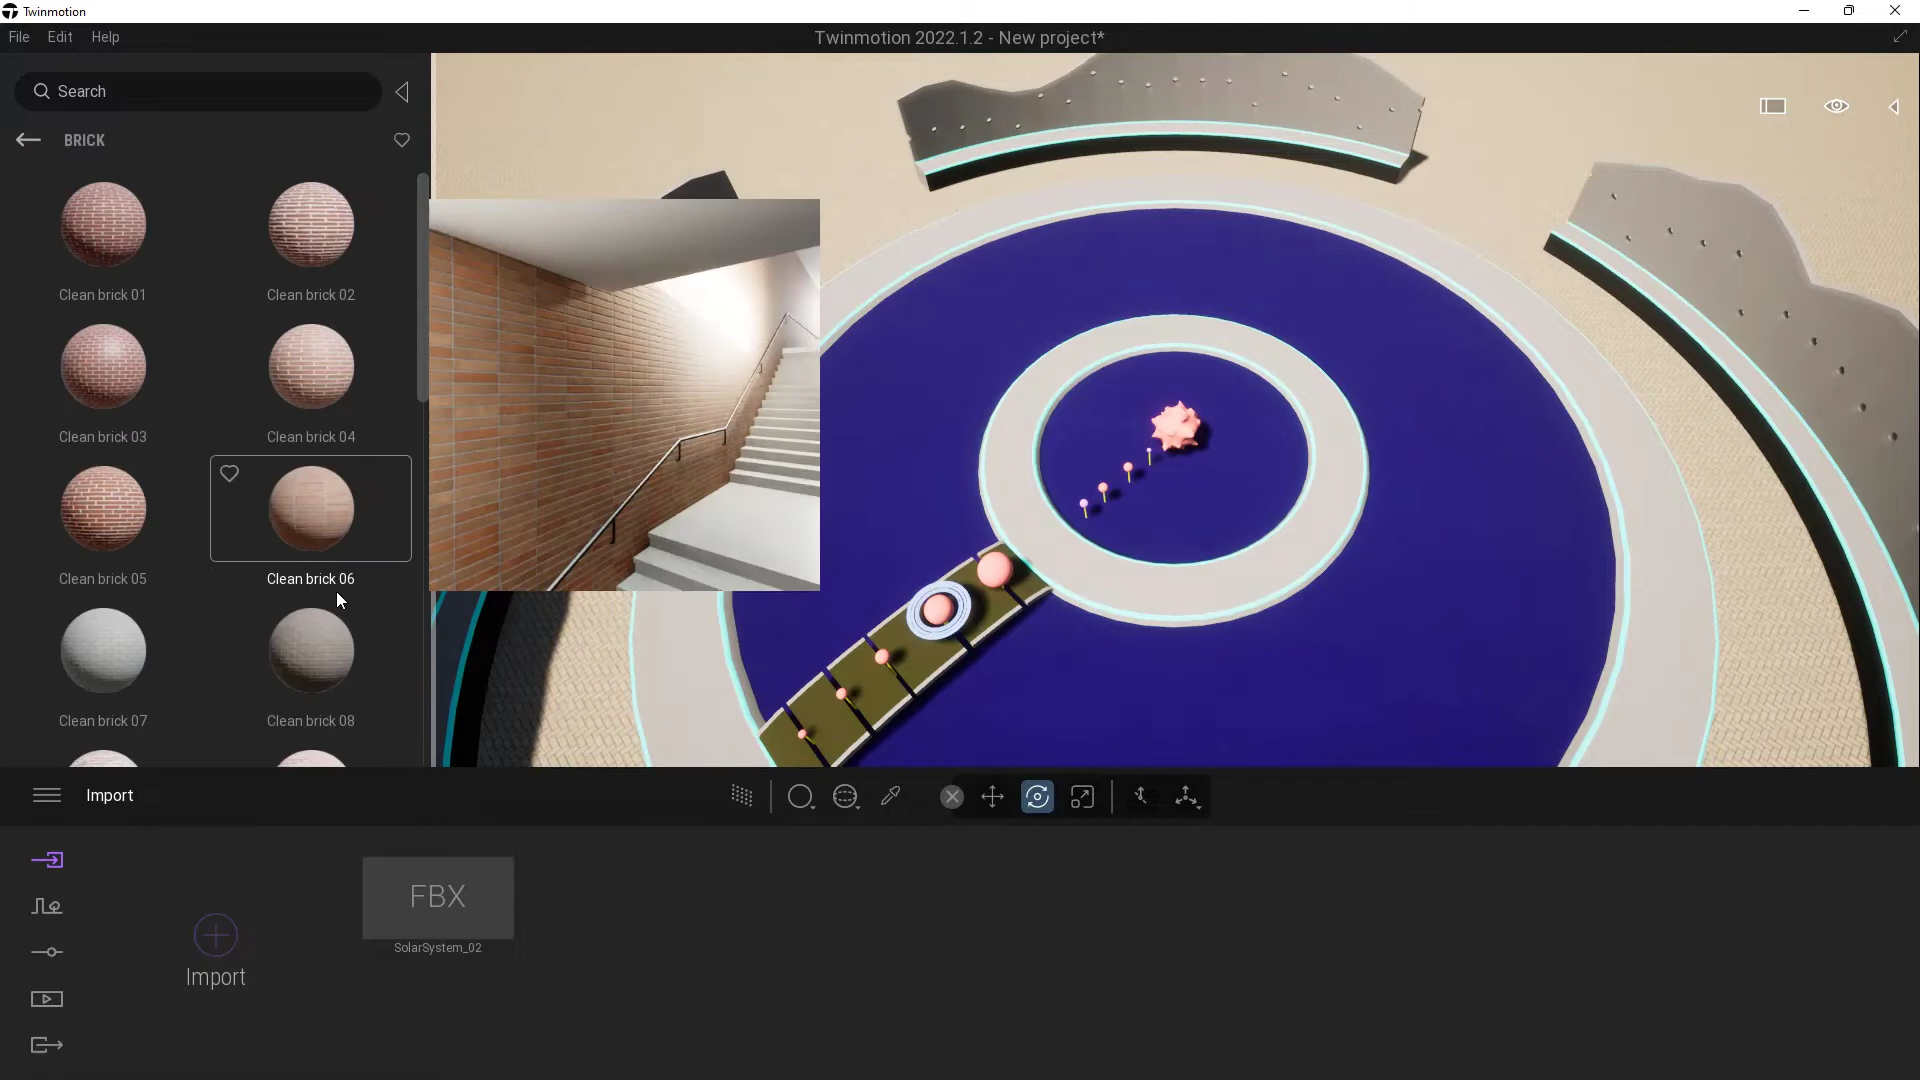 Twinmotion
File Edit Help
Twinmotion 2022.1.2 - New project*
Search
BRICK
Clean brick 01
Clean brick 02
Clean brick 03
Clean brick 04
Clean brick 05
Clean brick 06
Clean brick 07
Clean brick 08
Import
Import
FBX
SolarSystem_02